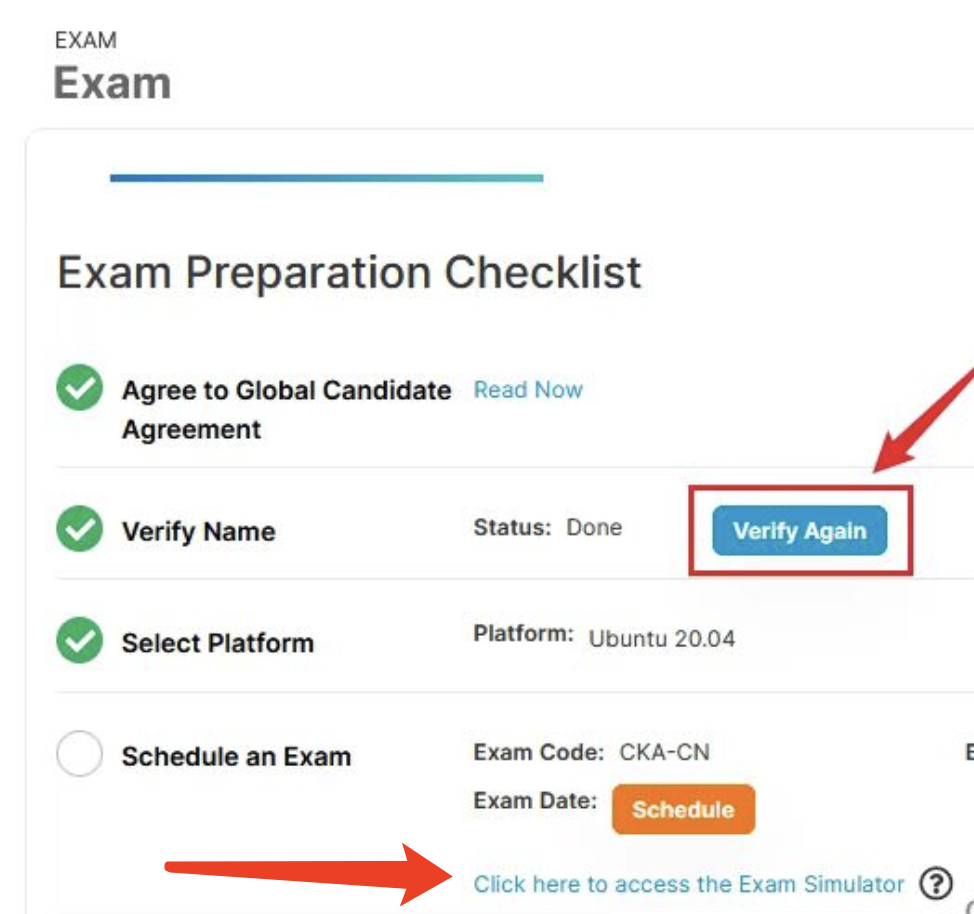 EXAM
Exam
Exam Preparation Checklist
Agree to Global Candidate Read Now
Agreement
Verify Name Status: Done Verify Again
Select Platform Platform: Ubuntu 20.04
Schedule an Exam Exam Code: CKA-CN E
Exam Date: Schedule
Click here to access the Exam Simulator ?